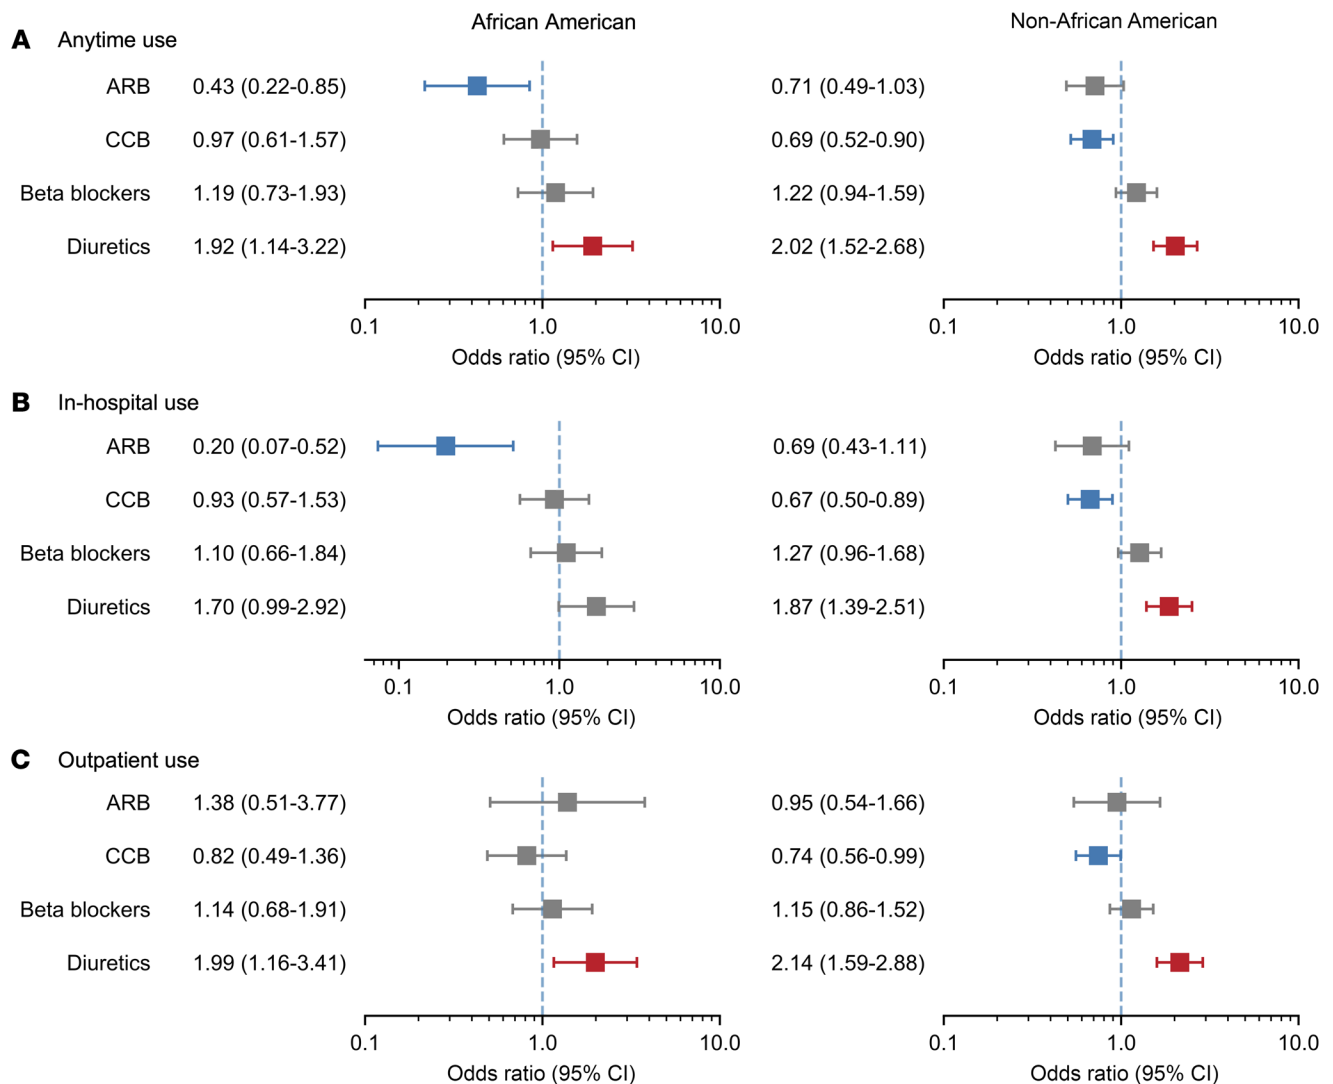 African American Non-African American
A Anytime use
ARB 0.43 (0.22-0.85) 0.71 (0.49-1.03)
CCB 0.97 (0.61-1.57) 0.69 (0.52-0.90)
Beta blockers 1.19 (0.73-1.93) 1.22 (0.94-1.59)
Diuretics 1.92 (1.14-3.22) 2.02 (1.52-2.68)
0.1 1.0 10.0 0.1 1.0 10.0
Odds ratio (95% CI) Odds ratio (95% CI)
B In-hospital use
ARB 0.20 (0.07-0.52) 0.69 (0.43-1.11)
CCB 0.93 (0.57-1.53) 0.67 (0.50-0.89)
Beta blockers 1.10 (0.66-1.84) 1.27 (0.96-1.68)
Diuretics 1.70 (0.99-2.92) 1.87 (1.39-2.51)
0.1 1.0 10.0 0.1 1.0 10.0
Odds ratio (95% CI) Odds ratio (95% CI)
C Outpatient use
ARB 1.38 (0.51-3.77) 0.95 (0.54-1.66)
CCB 0.82 (0.49-1.36) 0.74 (0.56-0.99)
Beta blockers 1.14 (0.68-1.91) 1.15 (0.86-1.52)
Diuretics 1.99 (1.16-3.41) 2.14 (1.59-2.88)
0.1 1.0 10.0 0.1 1.0 10.0
Odds ratio (95% CI) Odds ratio (95% CI)